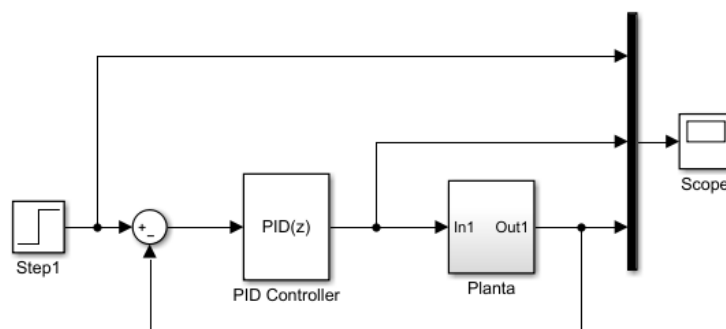 Scope
PID(z)
In1 Out1
Step1
PID Controller
Planta